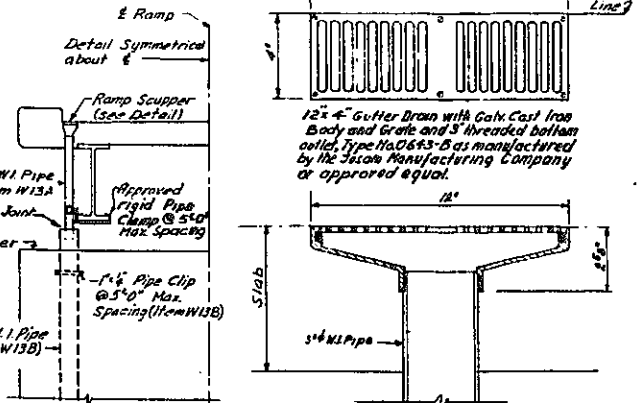 ℄ Ramp
Detail Symmetrical
about ℄
Ramp Scupper
(see Detail)
W.I. Pipe
W13A
Joint
Approved
rigid Pipe
Clamp @ 5'-0"
Max Spacing
Pipe Clip
@ 5'-0" Max.
Spacing (Item W13B)
Pipe
W13B)
Line
4"
12"x 4" Gutter Drain with Galv. Cast Iron
Body and Grate and 3" threaded bottom
outlet, Type No. 0643-B as manufactured
by the Josam Manufacturing Company
or approved equal.
12"
Slab
3"ϕ W.I. Pipe